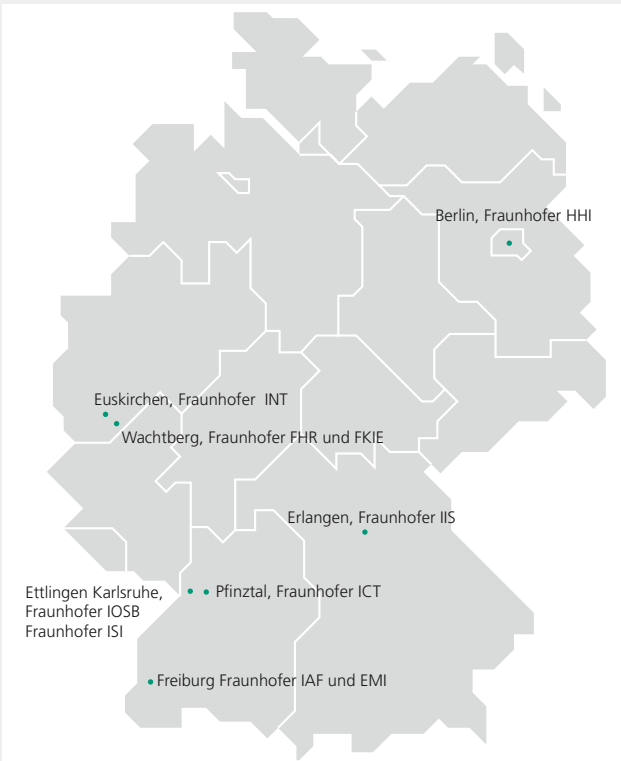 Berlin, Fraunhofer HHI
Euskirchen, Fraunhofer INT
Wachtberg, Fraunhofer FHR und FKIE
Erlangen, Fraunhofer IIS
Ettlingen Karlsruhe,
Fraunhofer IOSB
Fraunhofer ISI
Pfinztal, Fraunhofer ICT
Freiburg Fraunhofer IAF und EMI